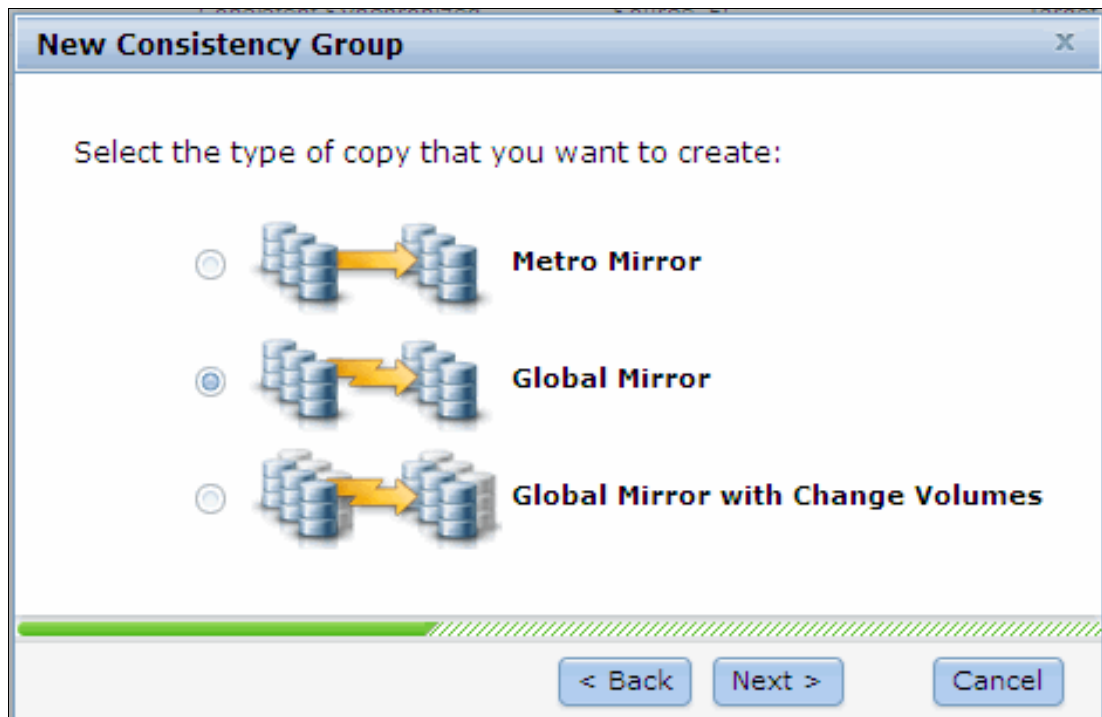 New Consistency Group
x
Select the type of copy that you want to create:
Metro Mirror
Global Mirror
Global Mirror with Change Volumes
< Back Next > Cancel